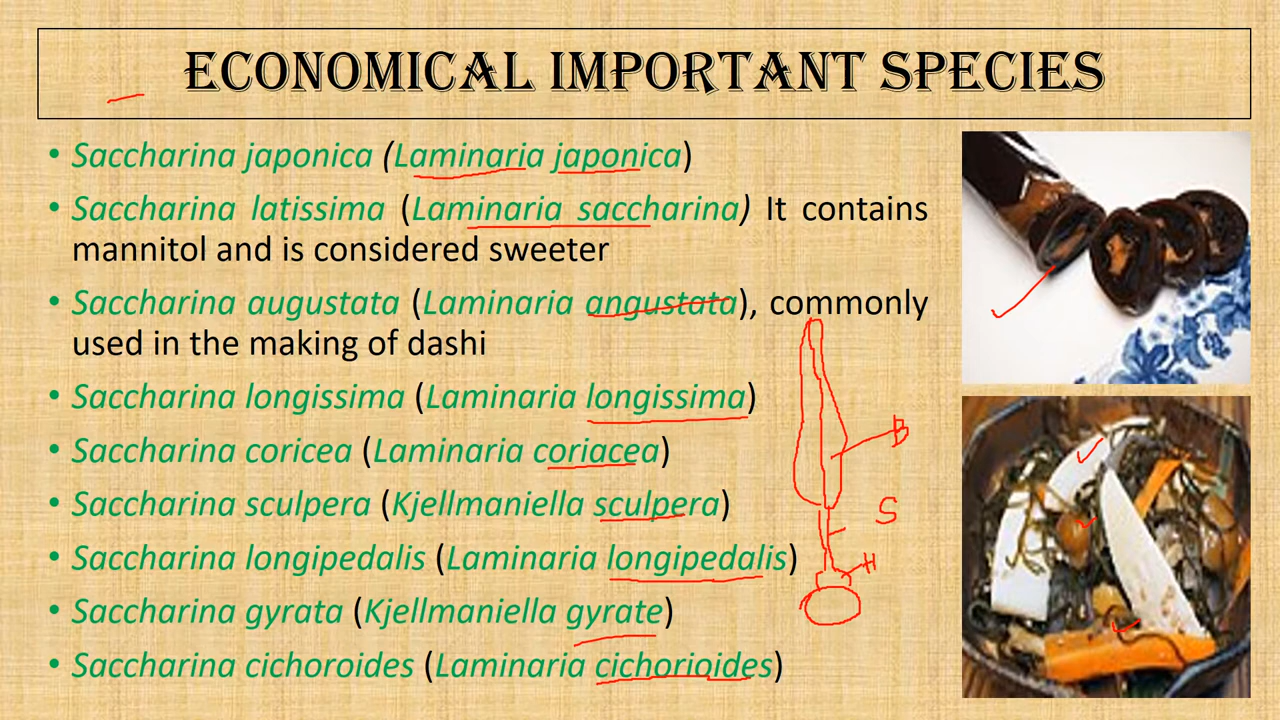 ECONOMICAL IMPORTANT SPECIES
• Saccharina japonica (Laminaria japonica)
• Saccharina latissima (Laminaria saccharina) It contains
mannitol and is considered sweeter
• Saccharina augustata (Laminaria angustata), commonly
used in the making of dashi
• Saccharina longissima (Laminaria longissima)
• Saccharina coricea (Laminaria coriacea)
• Saccharina sculpera (Kjellmaniella sculpera)
• Saccharina longipedalis (Laminaria longipedalis)
• Saccharina gyrata (Kjellmaniella gyrate)
• Saccharina cichoroides (Laminaria cichorioides)
B
S
H